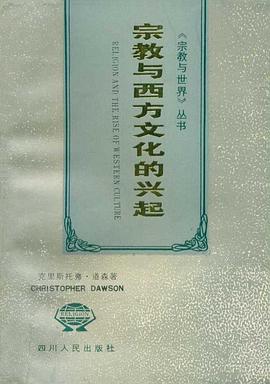 《宗教与世界》丛书
宗教与西方文化的兴起
RELIGION AND THE RISE OF WESTERN CULTURE
克里斯托弗·道森著
CHRISTOPHER DAWSON
RELIGION
四川人民出版社